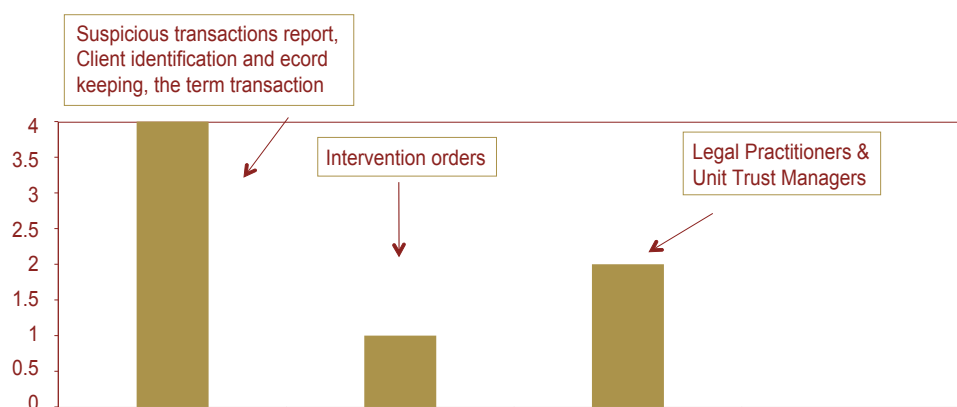 Suspicious transactions report,
Client identification and ecord
keeping, the term transaction
Intervention orders
Legal Practitioners &
Unit Trust Managers
4
3.5
3
2.5
2
1.5
1
0.5
0